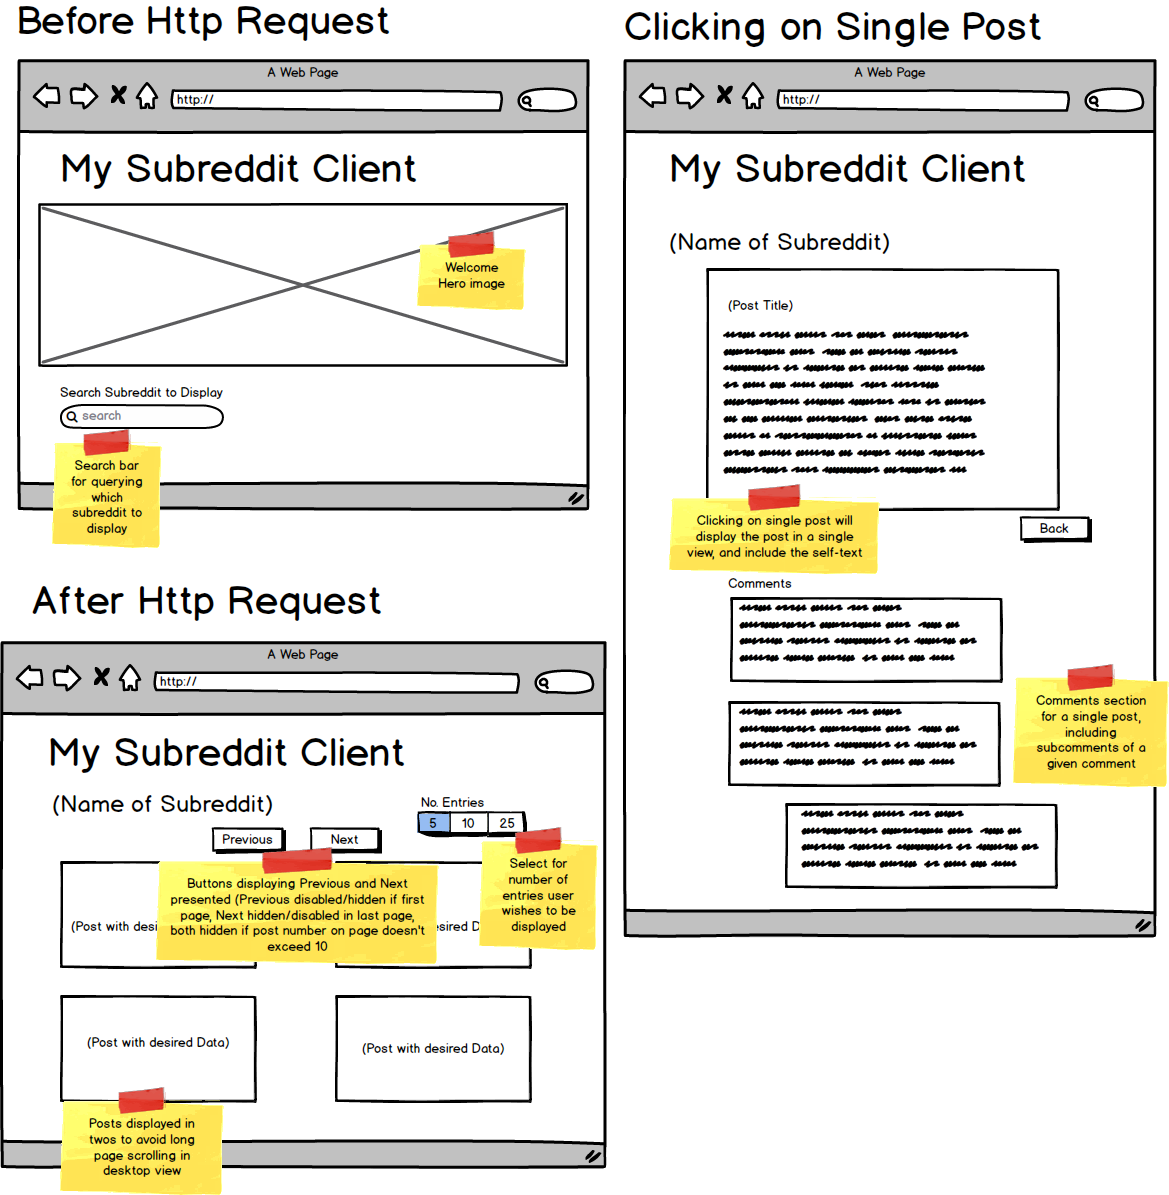 Before Http Request
A Web Page
http://
My Subreddit Client
Welcome
Hero image
Search Subreddit to Display
search
Search bar
for querying
which
subreddit to
display
After Http Request
A Web Page
http://
My Subreddit Client
(Name of Subreddit)
No. Entries
5 10 25
Previous Next
Select for
number of
entries user
wishes to be
displayed
Buttons displaying Previous and Next
presented (Previous disabled/hidden if first
page, Next hidden/disabled in last page,
both hidden if post number on page doesn't
exceed 10
(Post with
(Post with desired Data)
(Post with desired Data)
Posts displayed in
twos to avoid long
page scrolling in
desktop view
Clicking on Single Post
A Web Page
http://
My Subreddit Client
(Name of Subreddit)
(Post Title)
Clicking on single post will
display the post in a single
view, and include the self-text
Back
Comments
Comments section
for a single post,
including
subcomments of a
given comment